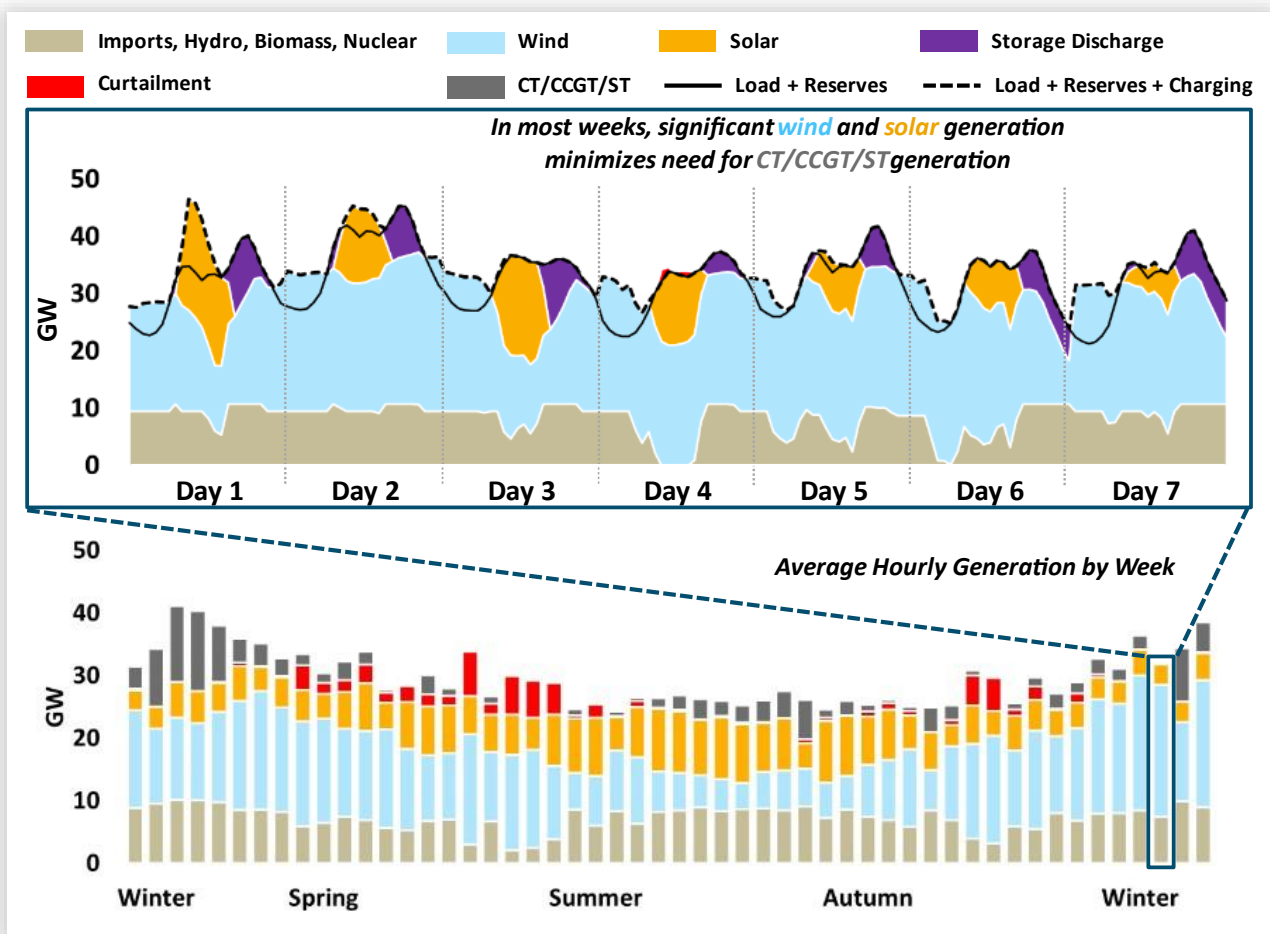 Imports, Hydro, Biomass, Nuclear
Wind
Solar
Storage Discharge
Curtailment
CT/CCGT/ST
Load + Reserves
Load + Reserves + Charging
In most weeks, significant wind and solar generation
minimizes need for CT/CCGT/ST generation
50
40
30
20
10
0
GW
Day 1
Day 2
Day 3
Day 4
Day 5
Day 6
Day 7
Average Hourly Generation by Week
50
40
30
20
10
0
GW
Winter
Spring
Summer
Autumn
Winter